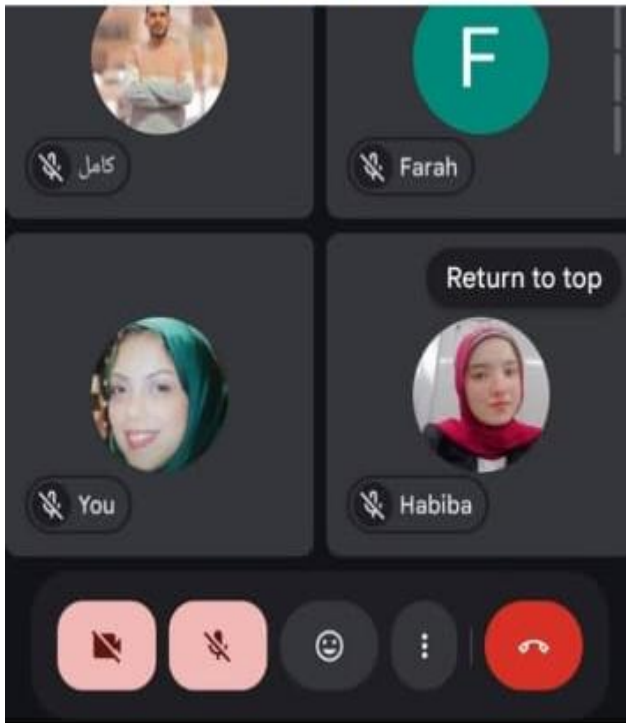 كامل
F
Farah
Return to top
You
Habiba